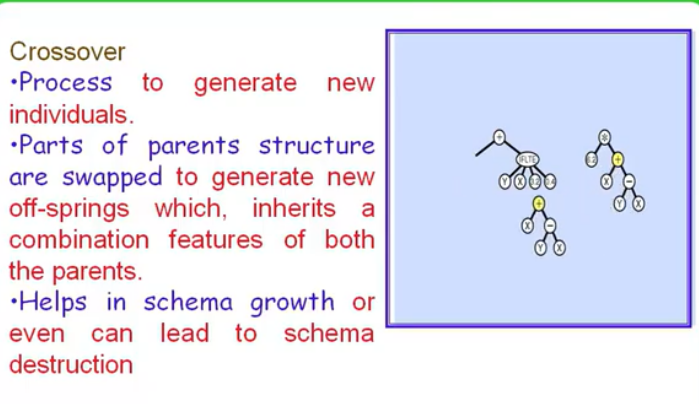 Crossover
•Process to generate new
individuals.
•Parts of parents structure
are swapped to generate new
off-springs which, inherits a
combination features of both
the parents.
•Helps in schema growth or
even can lead to schema
destruction
+
IFLTE
Y X
+
X −
Y X
+
X −
Y X